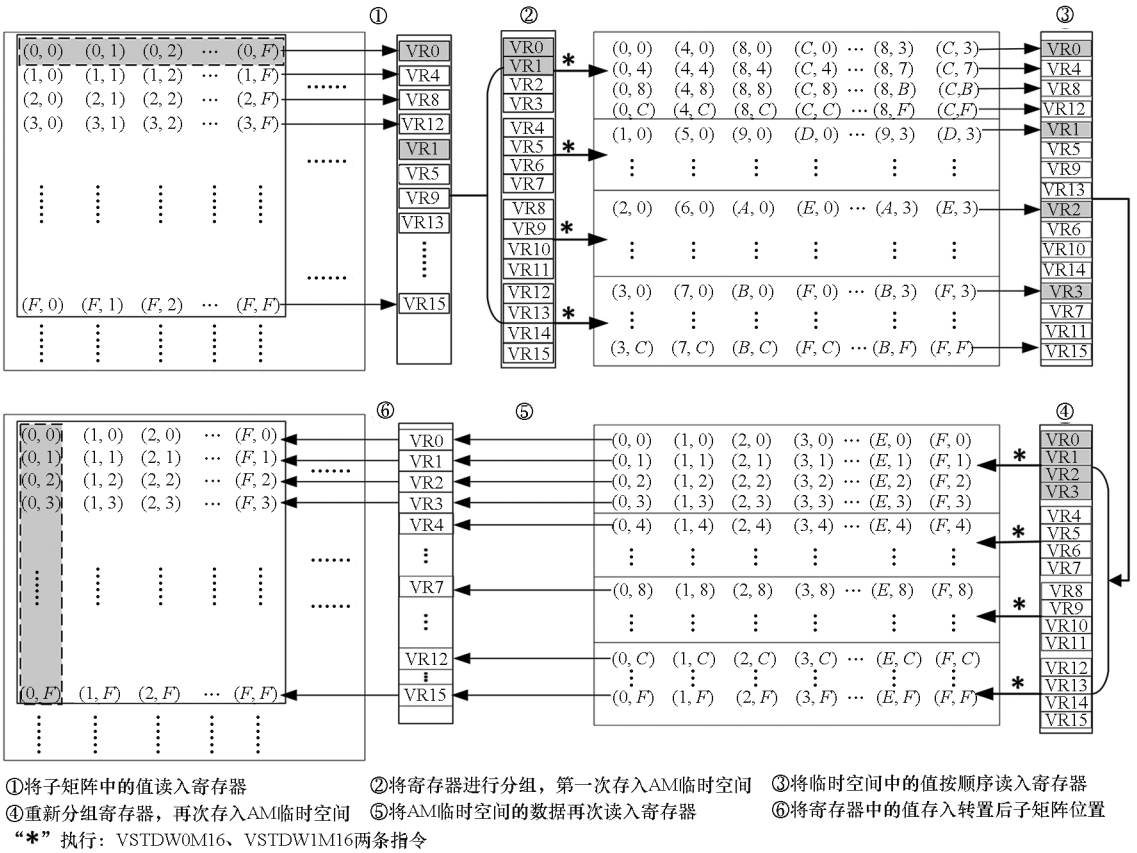 ① ② ③
(0, 0) (0, 1) (0, 2) ··· (0, F)
(1, 0) (1, 1) (1, 2) ··· (1, F)
(2, 0) (2, 1) (2, 2) ··· (2, F)
(3, 0) (3, 1) (3, 2) ··· (3, F)
(F, 0) (F, 1) (F, 2) ··· (F, F)
VR0
VR4
VR8
VR12
VR1
VR5
VR9
VR13
VR15
VR0
VR1 *
VR2
VR3
VR4
VR5 *
VR6
VR7
VR8
VR9 *
VR10
VR11
VR12
VR13 *
VR14
VR15
(0, 0) (4, 0) (8, 0) (C, 0) ··· (8, 3) (C, 3)
(0, 4) (4, 4) (8, 4) (C, 4) ··· (8, 7) (C, 7)
(0, 8) (4, 8) (8, 8) (C, 8) ··· (8, B) (C,B)
(0, C) (4, C) (8, C) (C, C) ··· (8, F) (C,F)
(1, 0) (5, 0) (9, 0) (D, 0) ··· (9, 3) (D, 3)
(2, 0) (6, 0) (A, 0) (E, 0) ··· (A, 3) (E, 3)
(3, 0) (7, 0) (B, 0) (F, 0) ··· (B, 3) (F, 3)
(3, C) (7, C) (B, C) (F, C) ··· (B, F) (F, F)
VR0
VR4
VR8
VR12
VR1
VR5
VR9
VR13
VR2
VR6
VR10
VR14
VR3
VR7
VR11
VR15
⑥ ⑤ ④
(0, 0) (1, 0) (2, 0) ··· (F, 0)
(0, 1) (1, 1) (2, 1) ··· (F, 1)
(0, 2) (1, 2) (2, 2) ··· (F, 2)
(0, 3) (1, 3) (2, 3) ··· (F, 3)
(0, F) (1, F) (2, F) ··· (F, F)
VR0
VR1
VR2
VR3
VR4
VR7
VR12
VR15
(0, 0) (1, 0) (2, 0) (3, 0) ··· (E, 0) (F, 0)
(0, 1) (1, 1) (2, 1) (3, 1) ··· (E, 1) (F, 1)
(0, 2) (1, 2) (2, 2) (3, 2) ··· (E, 2) (F, 2)
(0, 3) (1, 3) (2, 3) (3, 3) ··· (E, 3) (F, 3)
(0, 4) (1, 4) (2, 4) (3, 4) ··· (E, 4) (F, 4)
(0, 8) (1, 8) (2, 8) (3, 8) ··· (E, 8) (F, 8)
(0, C) (1, C) (2, C) (3, C) ··· (E, C) (F, C)
(0, F) (1, F) (2, F) (3, F) ··· (E, F) (F, F)
VR0
* VR1
VR2
VR3
VR4
* VR5
VR6
VR7
VR8
* VR9
VR10
VR11
VR12
* VR13
VR14
VR15
①将子矩阵中的值读入寄存器 ②将寄存器进行分组，第一次存入AM临时空间 ③将临时空间中的值按顺序读入寄存器
④重新分组寄存器，再次存入AM临时空间 ⑤将AM临时空间的数据再次读入寄存器 ⑥将寄存器中的值存入转置后子矩阵位置
“*”执行：VSTDW0M16、VSTDW1M16两条指令